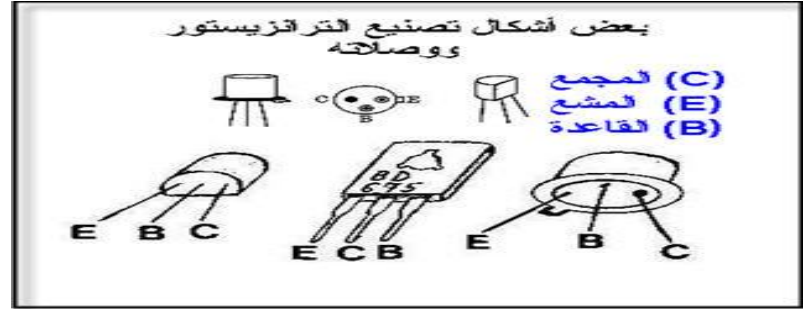 بعض أشكال تصنيع الترانزيستور
ووصلاته
(C) المجمع
(E) المشع
(B) القاعدة
C E
B
BD
675
E B C
E C B
E B C